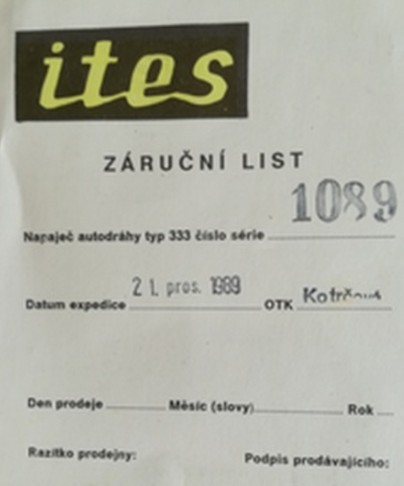 ites
ZÁRUČNÍ LIST
1089
Napaječ autodráhy typ 333 číslo série
21. pros. 1989
Datum expedice OTK
Den prodeje Měsíc (slovy) Rok
Razítko prodejny: Podpis prodávajícího: